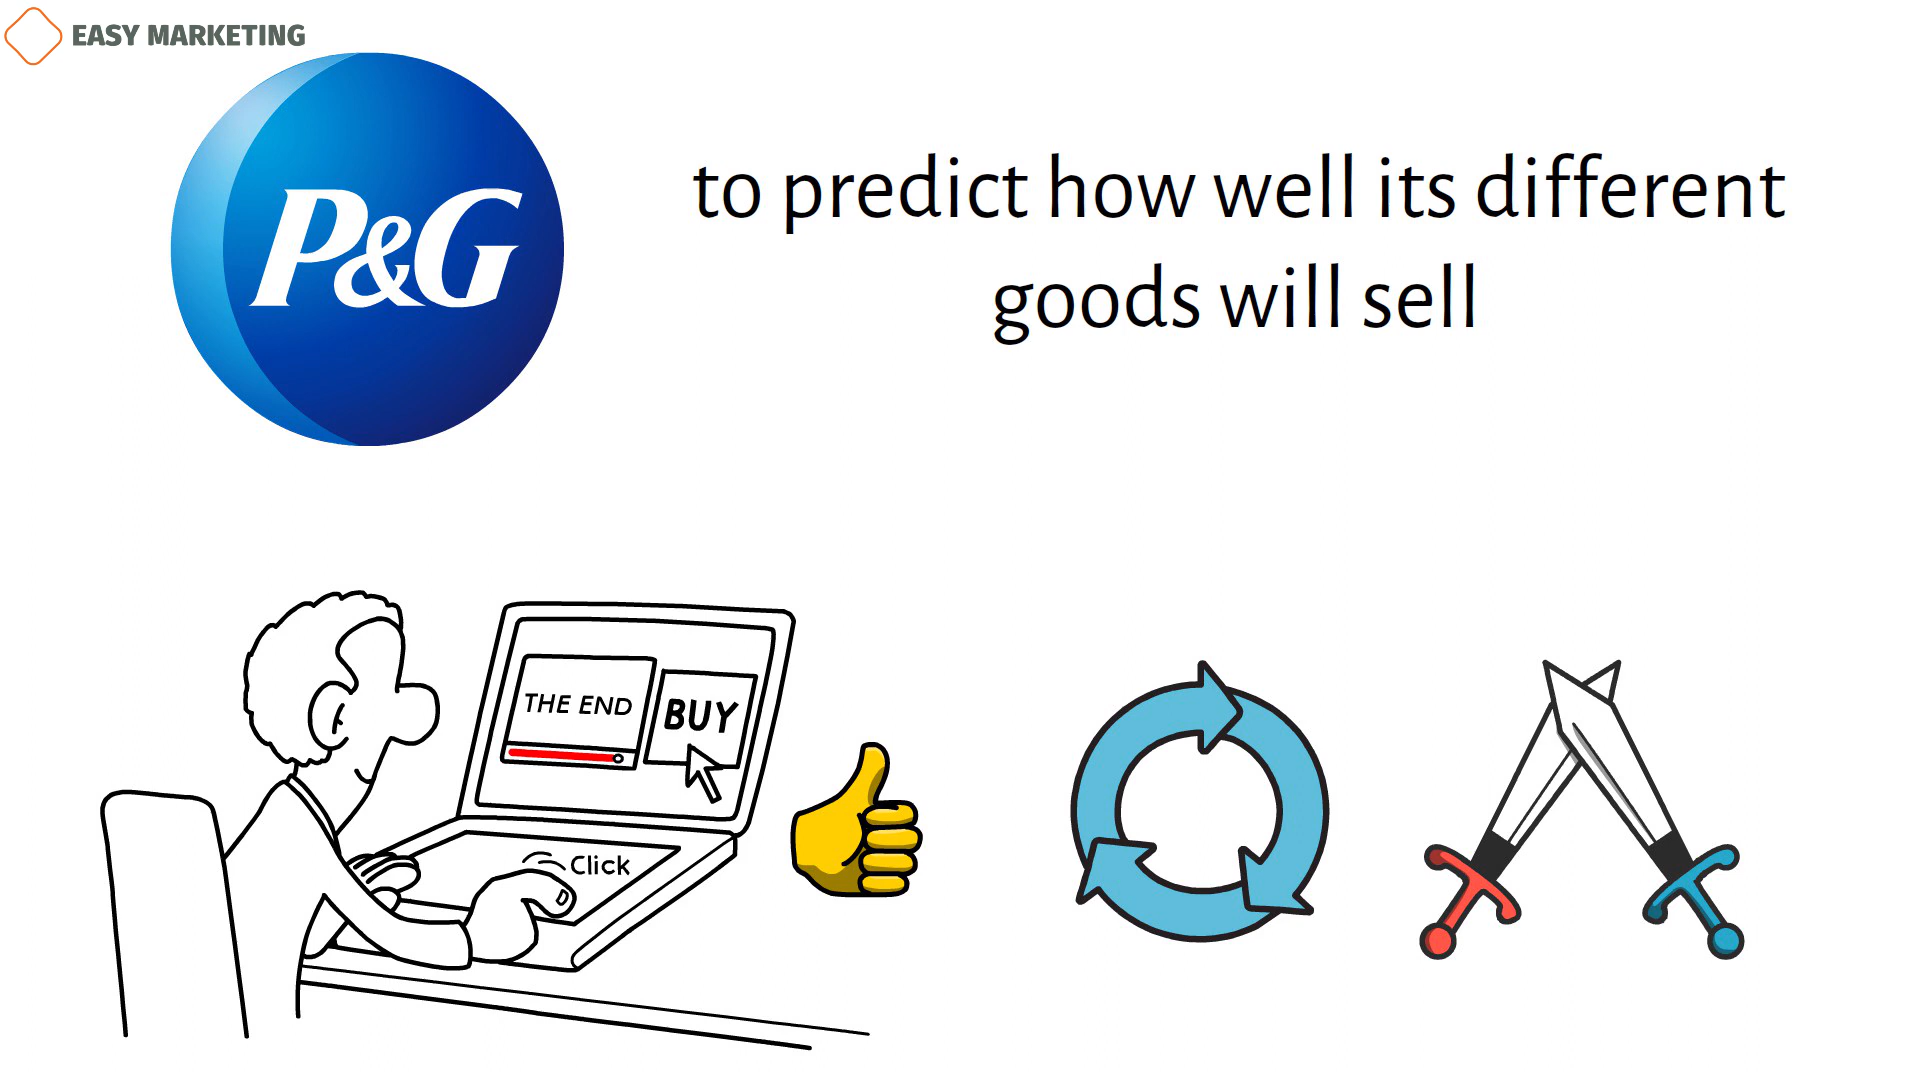 EASY MARKETING
P&G
to predict how well its different
goods will sell
THE END
BUY
Click